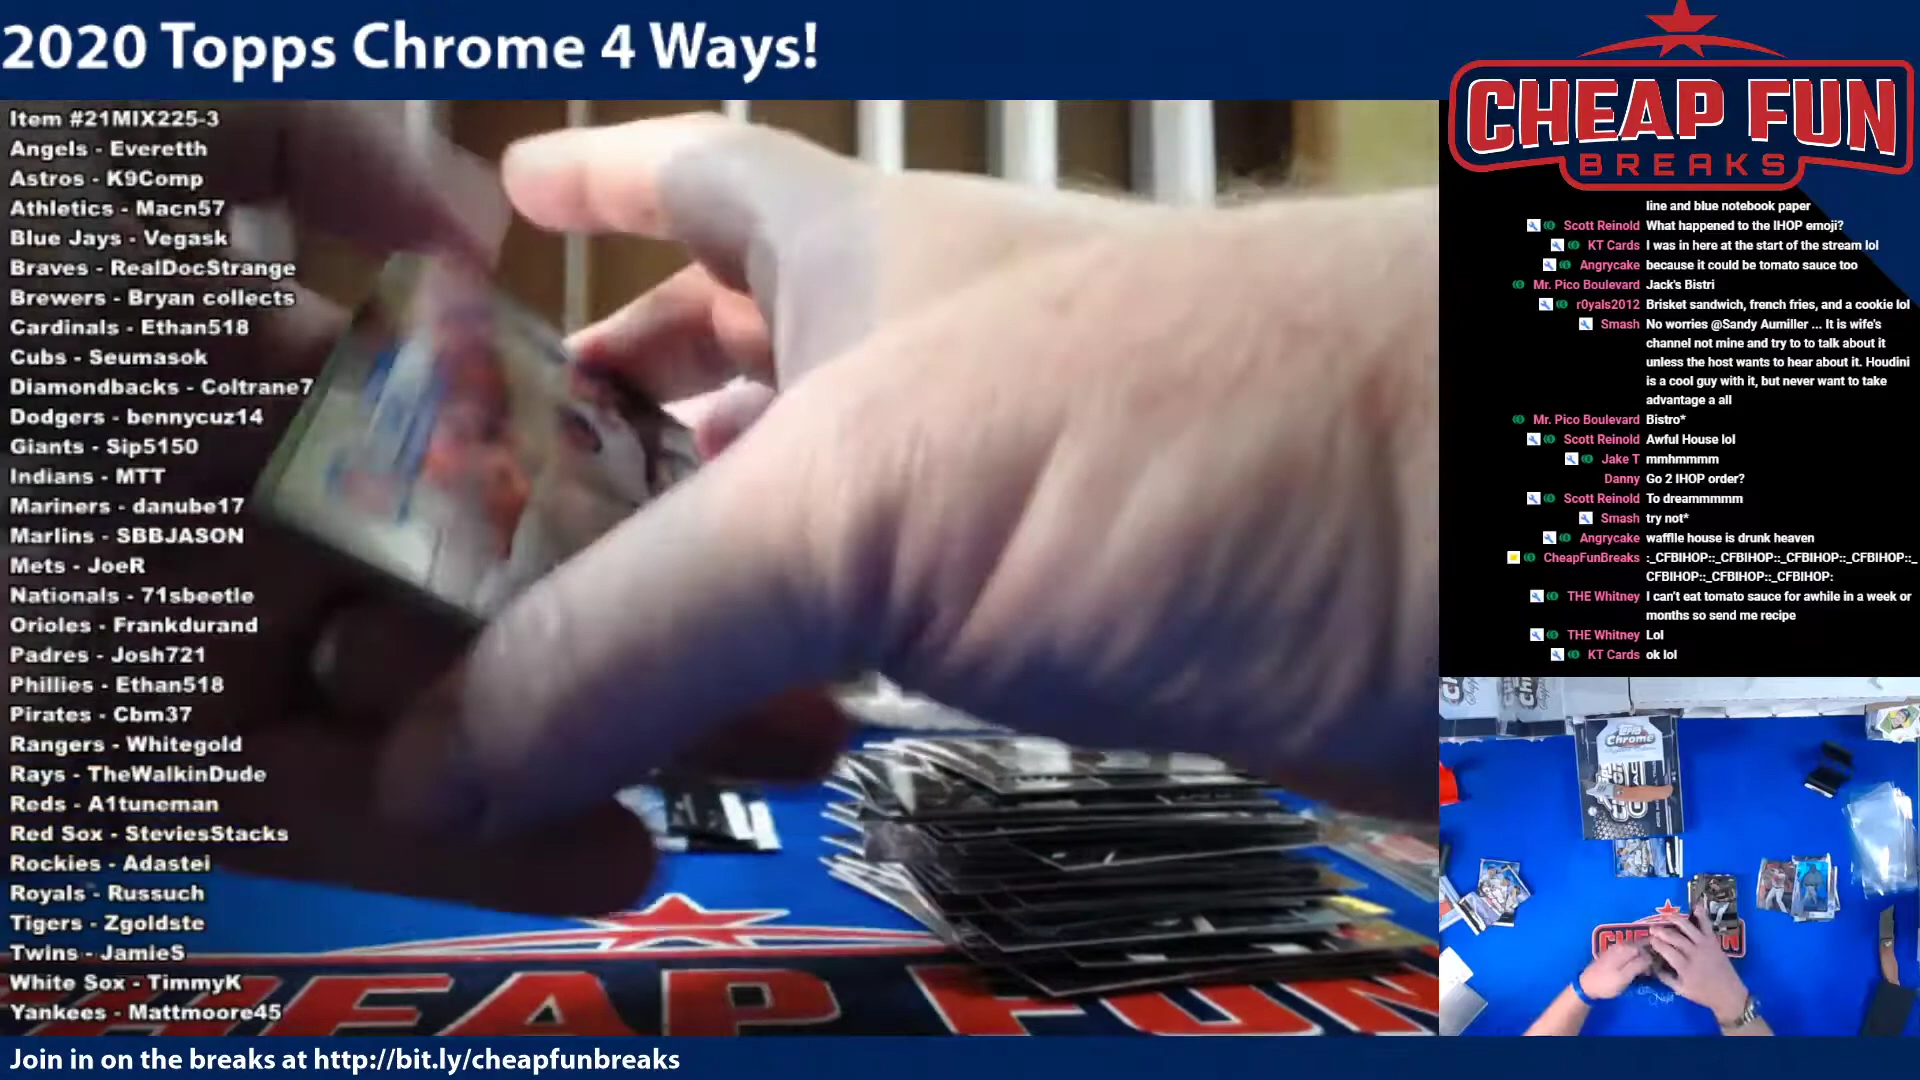 2020 Topps Chrome 4 Ways!
Item #21MIX225-3
Angels - Everetth
Astros - K9Comp
Athletics - Macn57
Blue Jays - Vegask
Braves - RealDocStrange
Brewers - Bryan collects
Cardinals - Ethan518
Cubs - Seumasok
Diamondbacks - Coltrane7
Dodgers - bennycuz14
Giants - Sip5150
Indians - MTT
Mariners - danube17
Marlins - SBBJASON
Mets - JoeR
Nationals - 71sbeetle
Orioles - Frankdurand
Padres - Josh721
Phillies - Ethan518
Pirates - Cbm37
Rangers - Whitegold
Rays - TheWalkinDude
Reds - A1tuneman
Red Sox - SteviesStacks
Rockies - Adastei
Royals - Russuch
Tigers - Zgoldste
Twins - JamieS
White Sox - TimmyK
Yankees - Mattmoore45
CHEAP FUN
Join in on the breaks at http://bit.ly/cheapfunbreaks
CHEAP FUN
BREAKS
line and blue notebook paper
Scott Reinold What happened to the IHOP emoji?
KT Cards I was in here at the start of the stream lol
Angrycake because it could be tomato sauce too
Mr. Pico Boulevard Jack's Bistri
r0yals2012 Brisket sandwich, french fries, and a cookie lol
Smash No worries @Sandy Aumiller ... It is wife's
channel not mine and try to to talk about it
unless the host wants to hear about it. Houdini
is a cool guy with it, but never want to take
advantage a all
Mr. Pico Boulevard Bistro*
Scott Reinold Awful House lol
Jake T mmhmmmm
Danny Go 2 IHOP order?
Scott Reinold To dreammmmm
Smash try not*
Angrycake wafflle house is drunk heaven
CheapFunBreaks :_CFBIHOP::_CFBIHOP::_CFBIHOP::_CFBIHOP::_
CFBIHOP::_CFBIHOP::_CFBIHOP:
THE Whitney I can't eat tomato sauce for awhile in a week or
months so send me recipe
THE Whitney Lol
KT Cards ok lol
Chrome